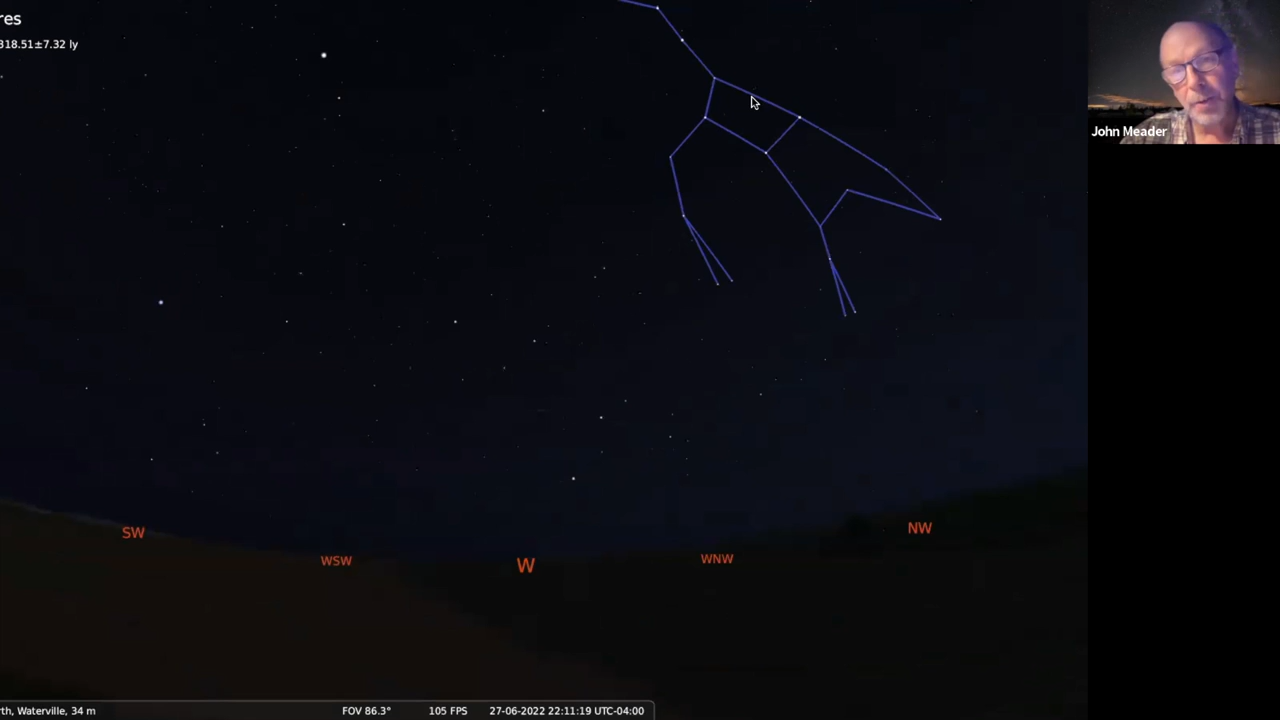 res
318.51±7.32 ly
John Meader
SW
WSW
W
WNW
NW
rth, Waterville, 34 m
FOV 86.3°
105 FPS
27-06-2022 22:11:19 UTC-04:00